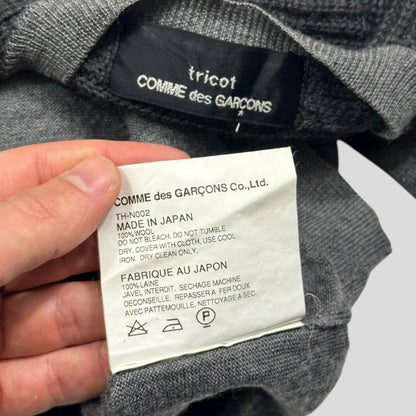 tricot
COMME des GARÇONS
COMME des GARÇONS Co.,Ltd.
TH-N002
MADE IN JAPAN
100%WOOL
DO NOT BLEACH. DO NOT TUMBLE
DRY. COVER WITH CLOTH, USE COOL
IRON. DRY CLEAN ONLY.
FABRIQUE AU JAPON
100%LAINE
JAVEL INTERDIT. SECHAGE MACHINE
DECONSEILLE. REPASSER A FER DOUX
AVEC PATTEMOUILLE. NETTOYAGE A SEC.
P